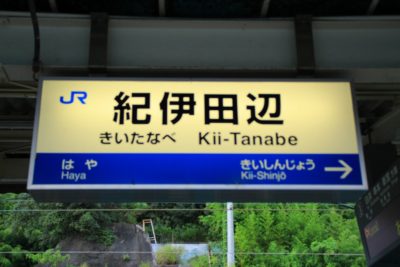 JR 紀伊田辺
きいたなべ Kii-Tanabe
はや きいしんじょう →
Haya Kii-Shinjô